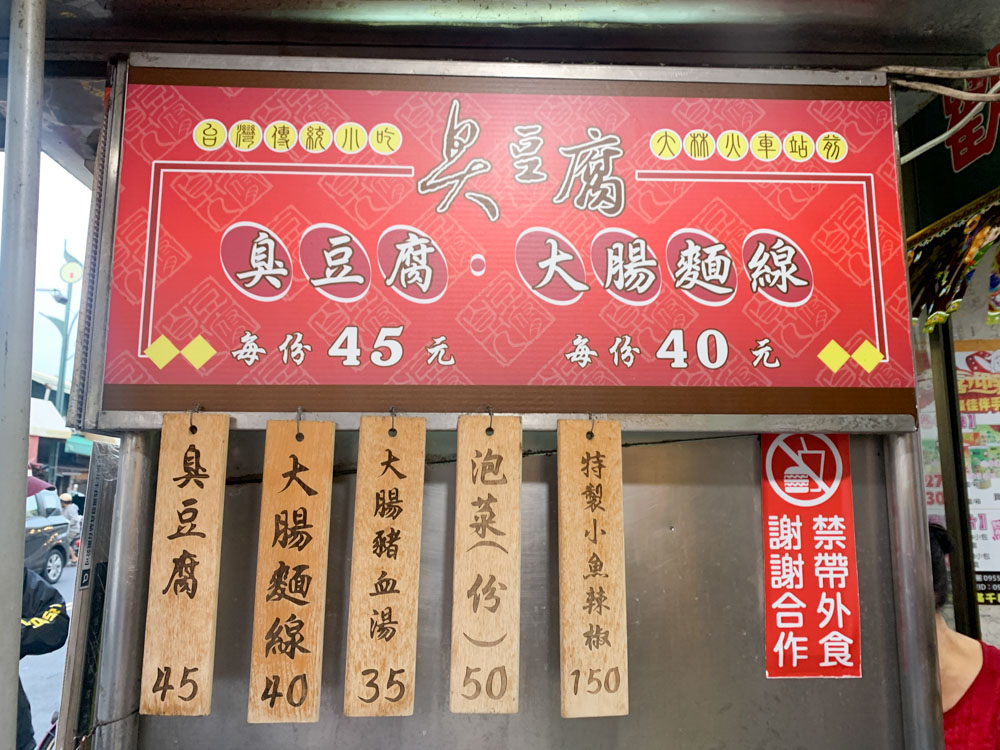 台灣傳統小吃
臭豆腐
大林火車站前
臭豆腐・大腸麵線
每份45元
每份40元
臭豆腐 45
大腸麵線 40
大腸豬血湯 35
泡菜(份) 50
特製小魚辣椒 150
禁帶外食
謝謝合作